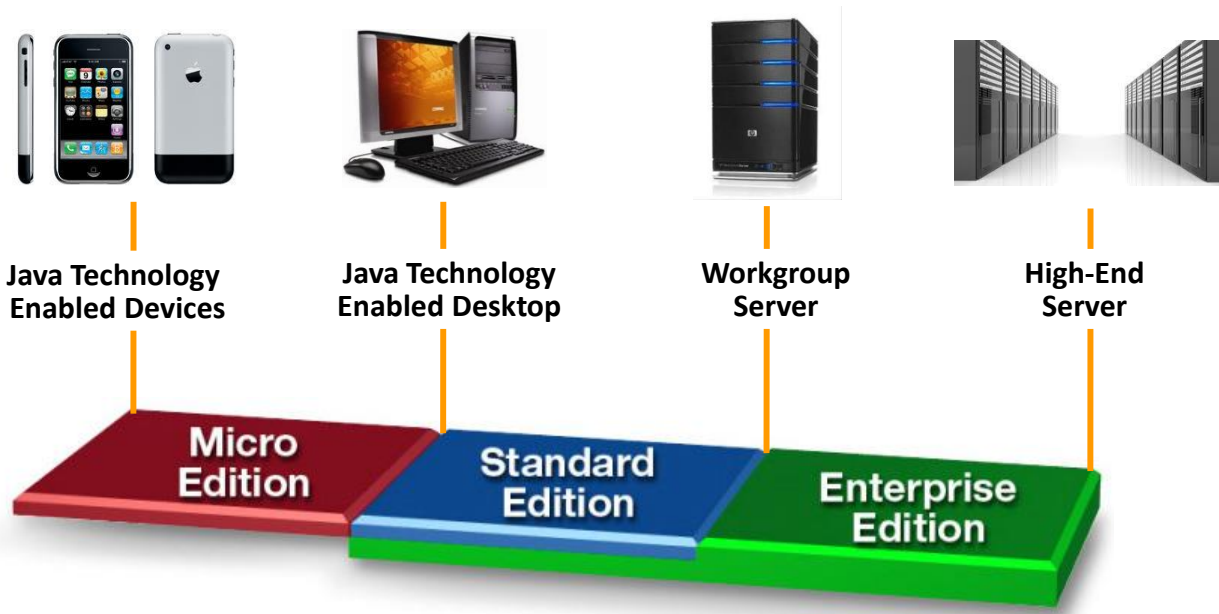 Java Technology
Enabled Devices
Java Technology
Enabled Desktop
Workgroup
Server
High-End
Server
Micro
Edition
Standard
Edition
Enterprise
Edition